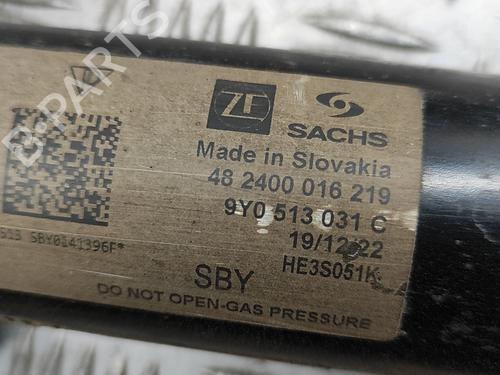 B-PARTS
ZF
SACHS
Made in Slovakia
48 2400 016 219
9Y0 513 031 C
19/12/22
HE3S051K
513 SBY0141396F*
SBY
DO NOT OPEN-GAS PRESSURE